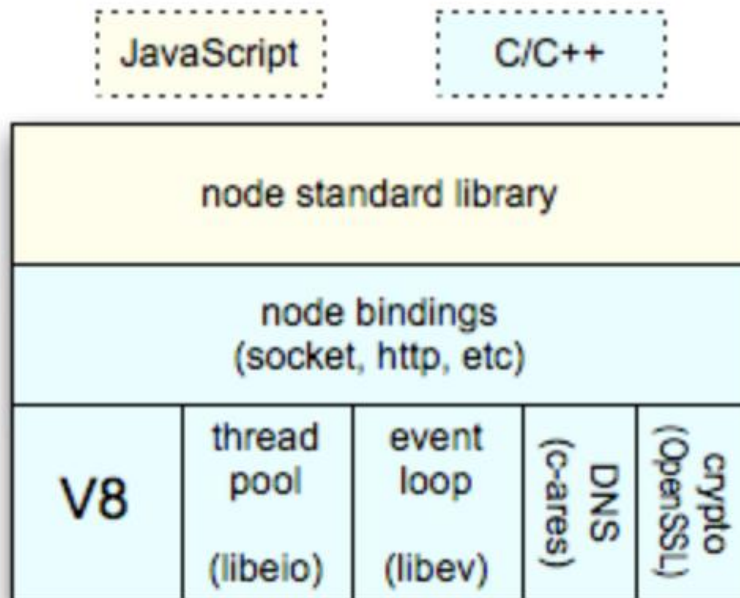 JavaScript
C/C++
node standard library
node bindings
(socket, http, etc)
V8
thread
pool
(libeio)
event
loop
(libev)
DNS
(c-ares)
crypto
(OpenSSL)